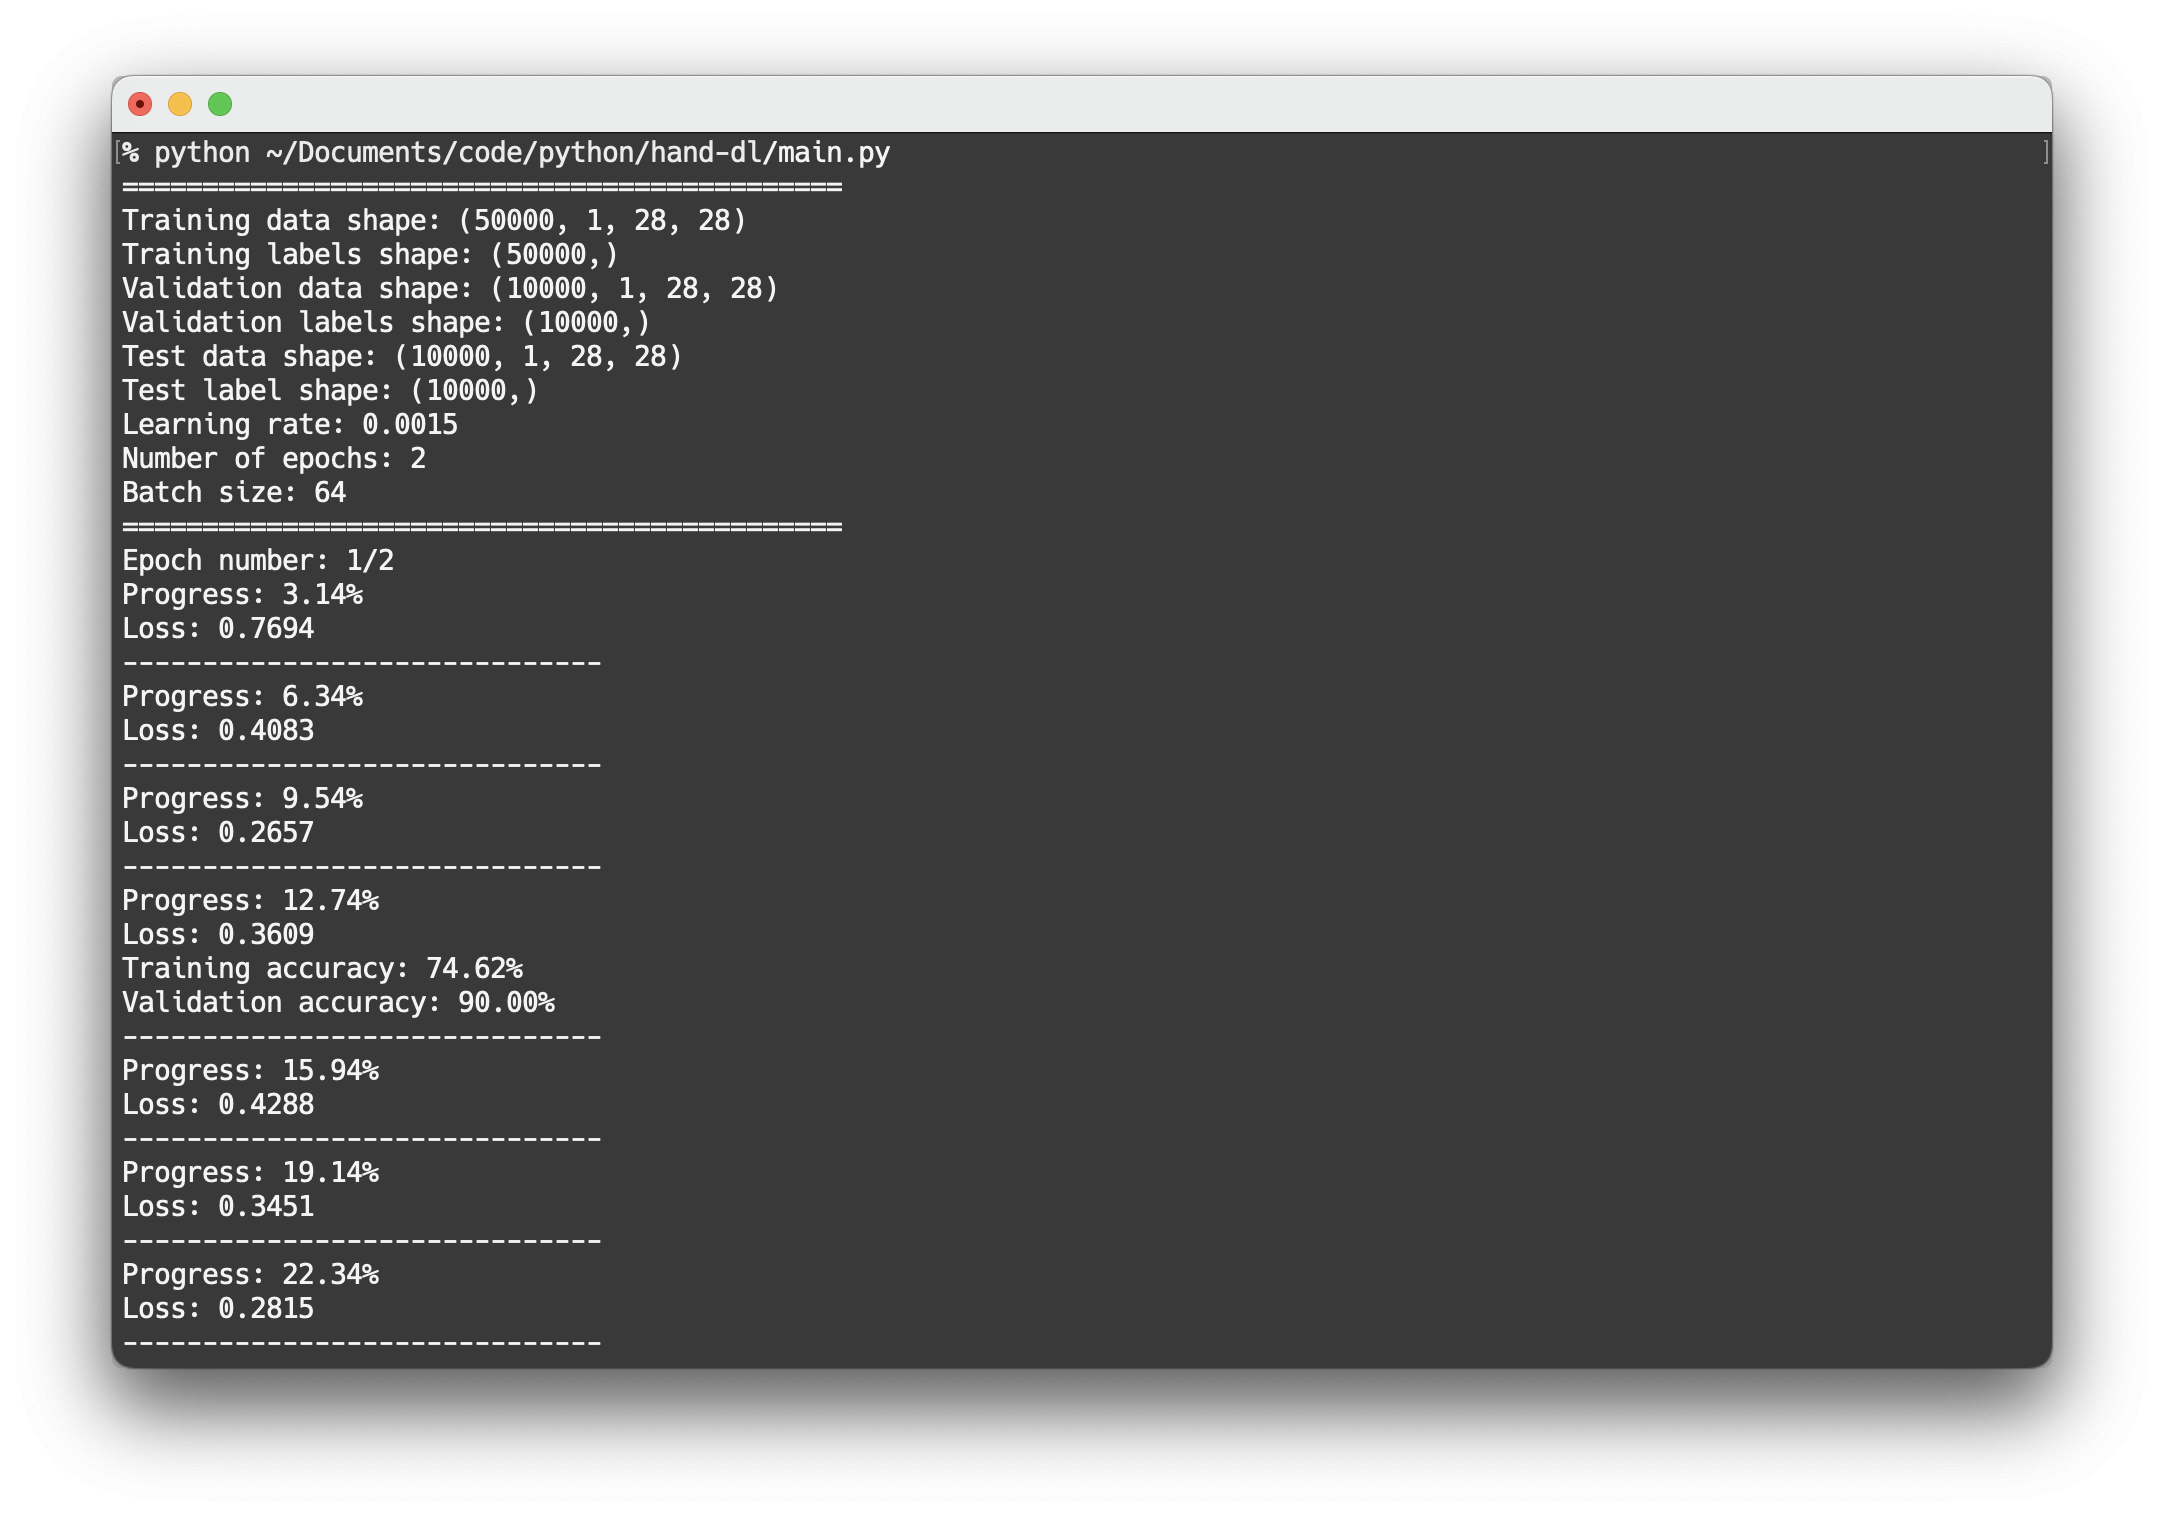 [% python ~/Documents/code/python/hand-dl/main.py ]
=============================================
Training data shape: (50000, 1, 28, 28)
Training labels shape: (50000,)
Validation data shape: (10000, 1, 28, 28)
Validation labels shape: (10000,)
Test data shape: (10000, 1, 28, 28)
Test label shape: (10000,)
Learning rate: 0.0015
Number of epochs: 2
Batch size: 64
=============================================
Epoch number: 1/2
Progress: 3.14%
Loss: 0.7694
------------------------------
Progress: 6.34%
Loss: 0.4083
------------------------------
Progress: 9.54%
Loss: 0.2657
------------------------------
Progress: 12.74%
Loss: 0.3609
Training accuracy: 74.62%
Validation accuracy: 90.00%
------------------------------
Progress: 15.94%
Loss: 0.4288
------------------------------
Progress: 19.14%
Loss: 0.3451
------------------------------
Progress: 22.34%
Loss: 0.2815
------------------------------